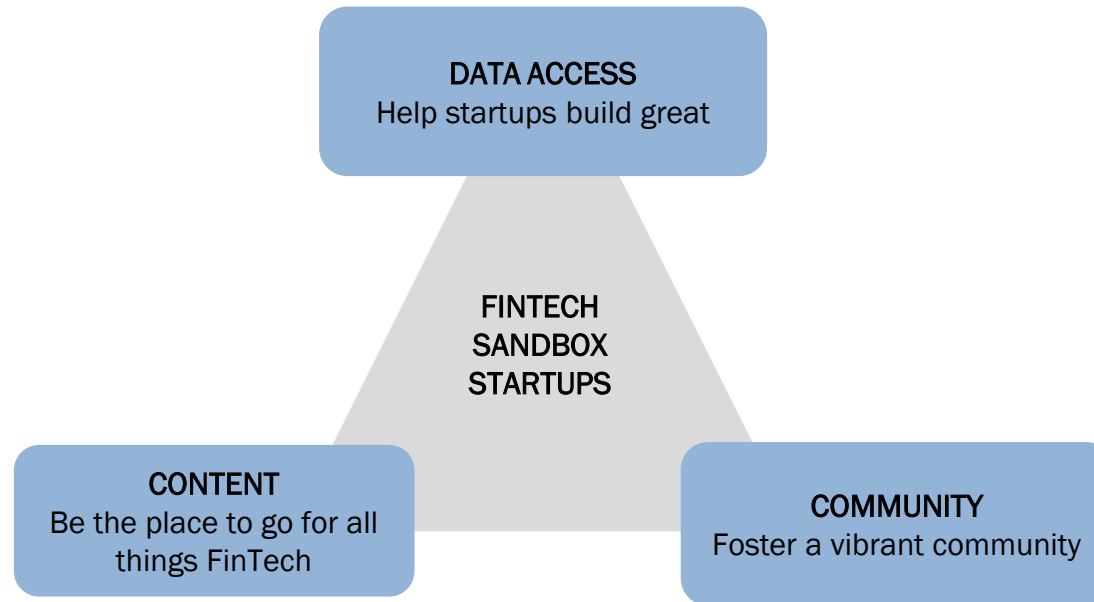 DATA ACCESS
Help startups build great
FINTECH
SANDBOX
STARTUPS
CONTENT
Be the place to go for all
things FinTech
COMMUNITY
Foster a vibrant community